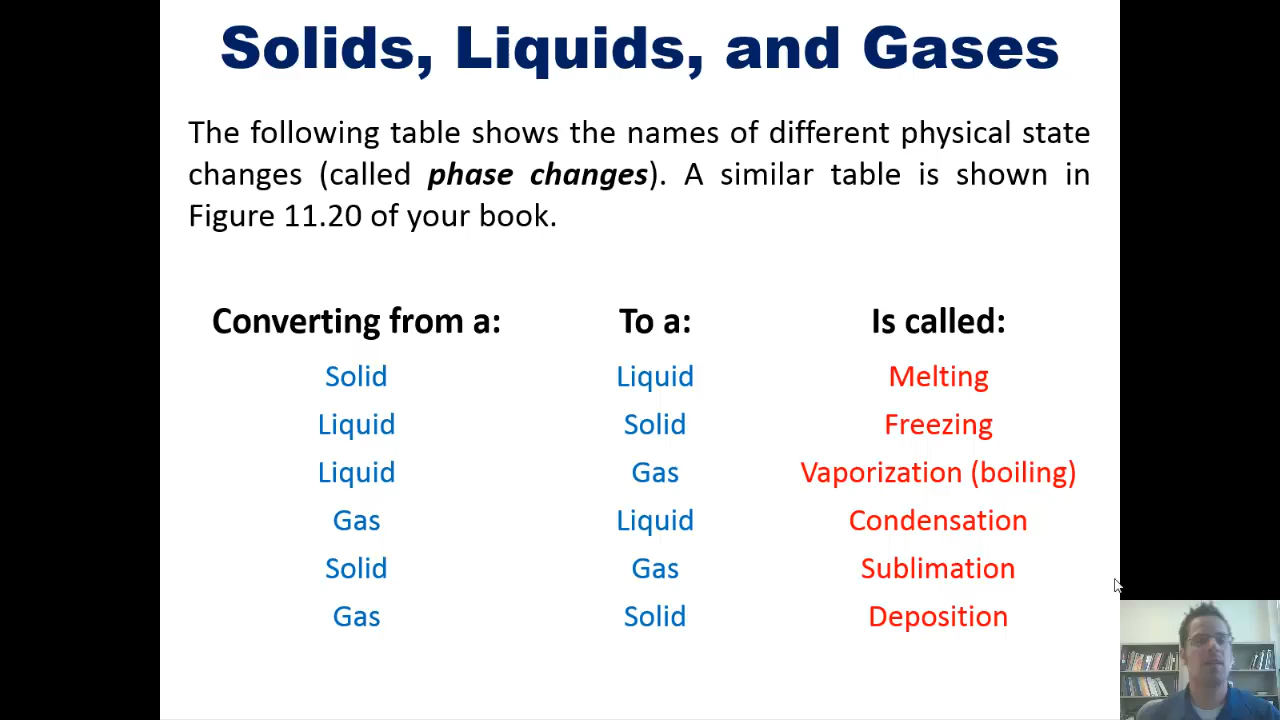 Solids, Liquids, and Gases
The following table shows the names of different physical state
changes (called phase changes). A similar table is shown in
Figure 11.20 of your book.
Converting from a: To a: Is called:
Solid Liquid Melting
Liquid Solid Freezing
Liquid Gas Vaporization (boiling)
Gas Liquid Condensation
Solid Gas Sublimation
Gas Solid Deposition